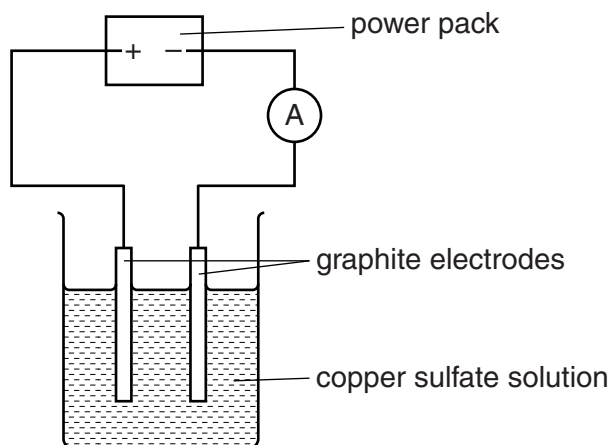 power pack
+ −
A
graphite electrodes
copper sulfate solution